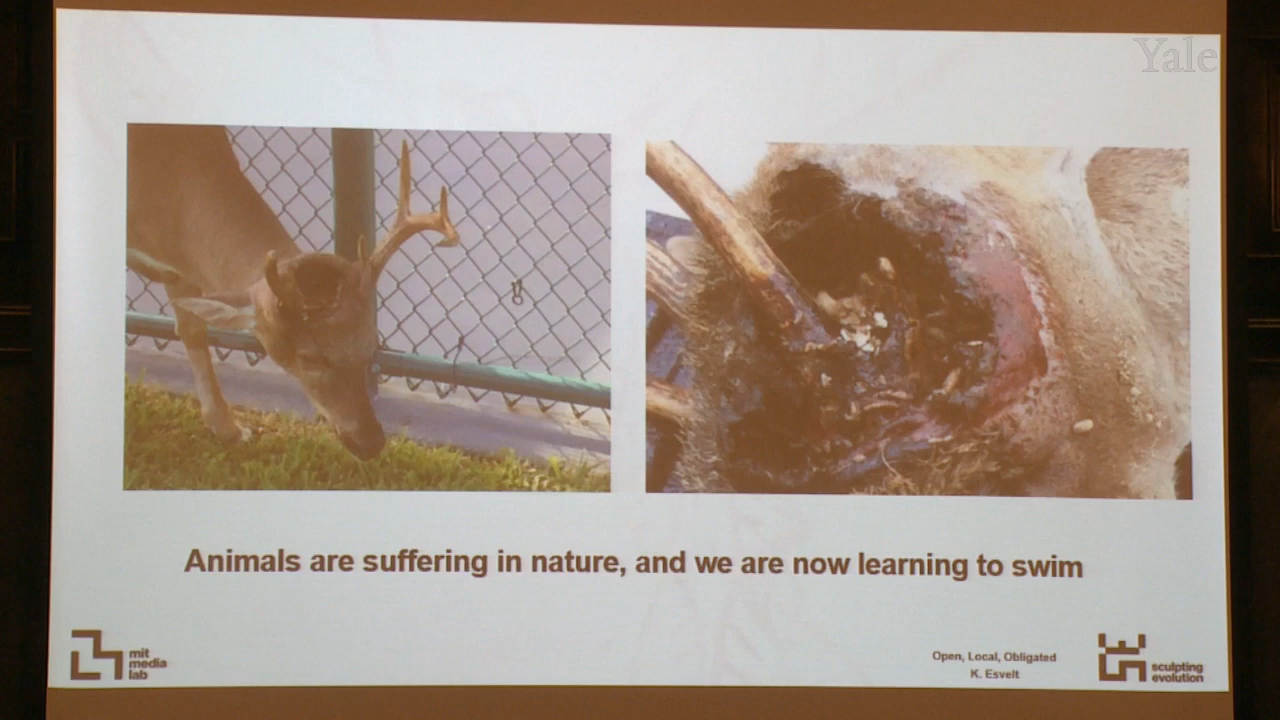 Yale
Animals are suffering in nature, and we are now learning to swim
mit
media
lab
Open, Local, Obligated
K. Esvelt
sculpting
evolution